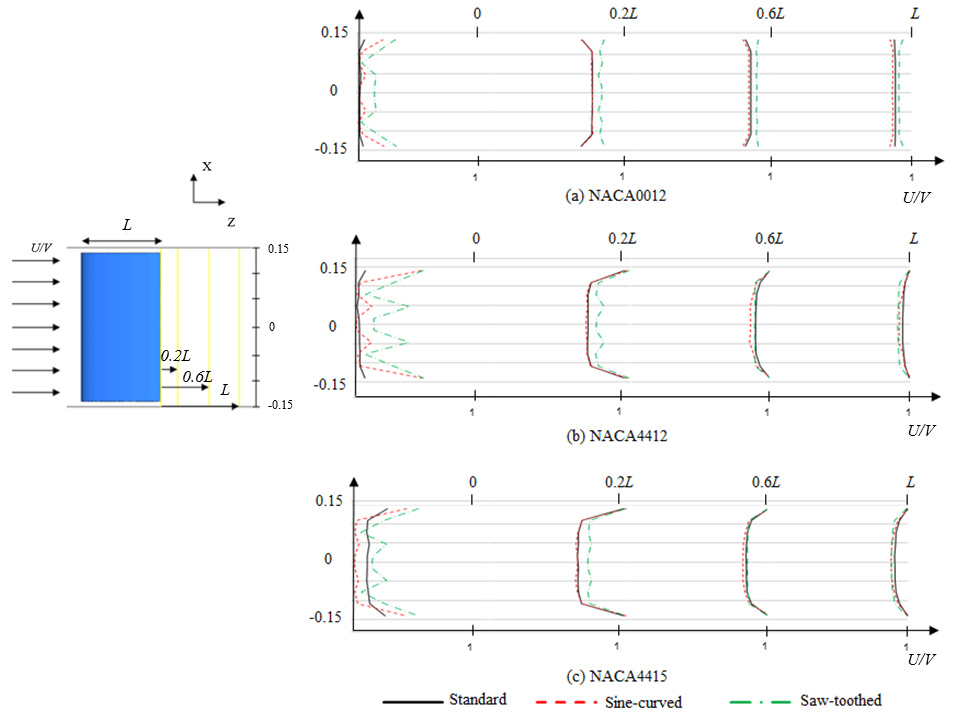 0 0.2L 0.6L L
0.15
0
-0.15
1 1 1 1
(a) NACA0012 U/V
X
Z
L
U/V
0.15
0
0.2L
0.6L
L
-0.15
0 0.2L 0.6L L
0.15
0
-0.15
1 1 1 1
(b) NACA4412 U/V
0 0.2L 0.6L L
0.15
0
-0.15
1 1 1 1
U/V
(c) NACA4415
Standard Sine-curved Saw-toothed